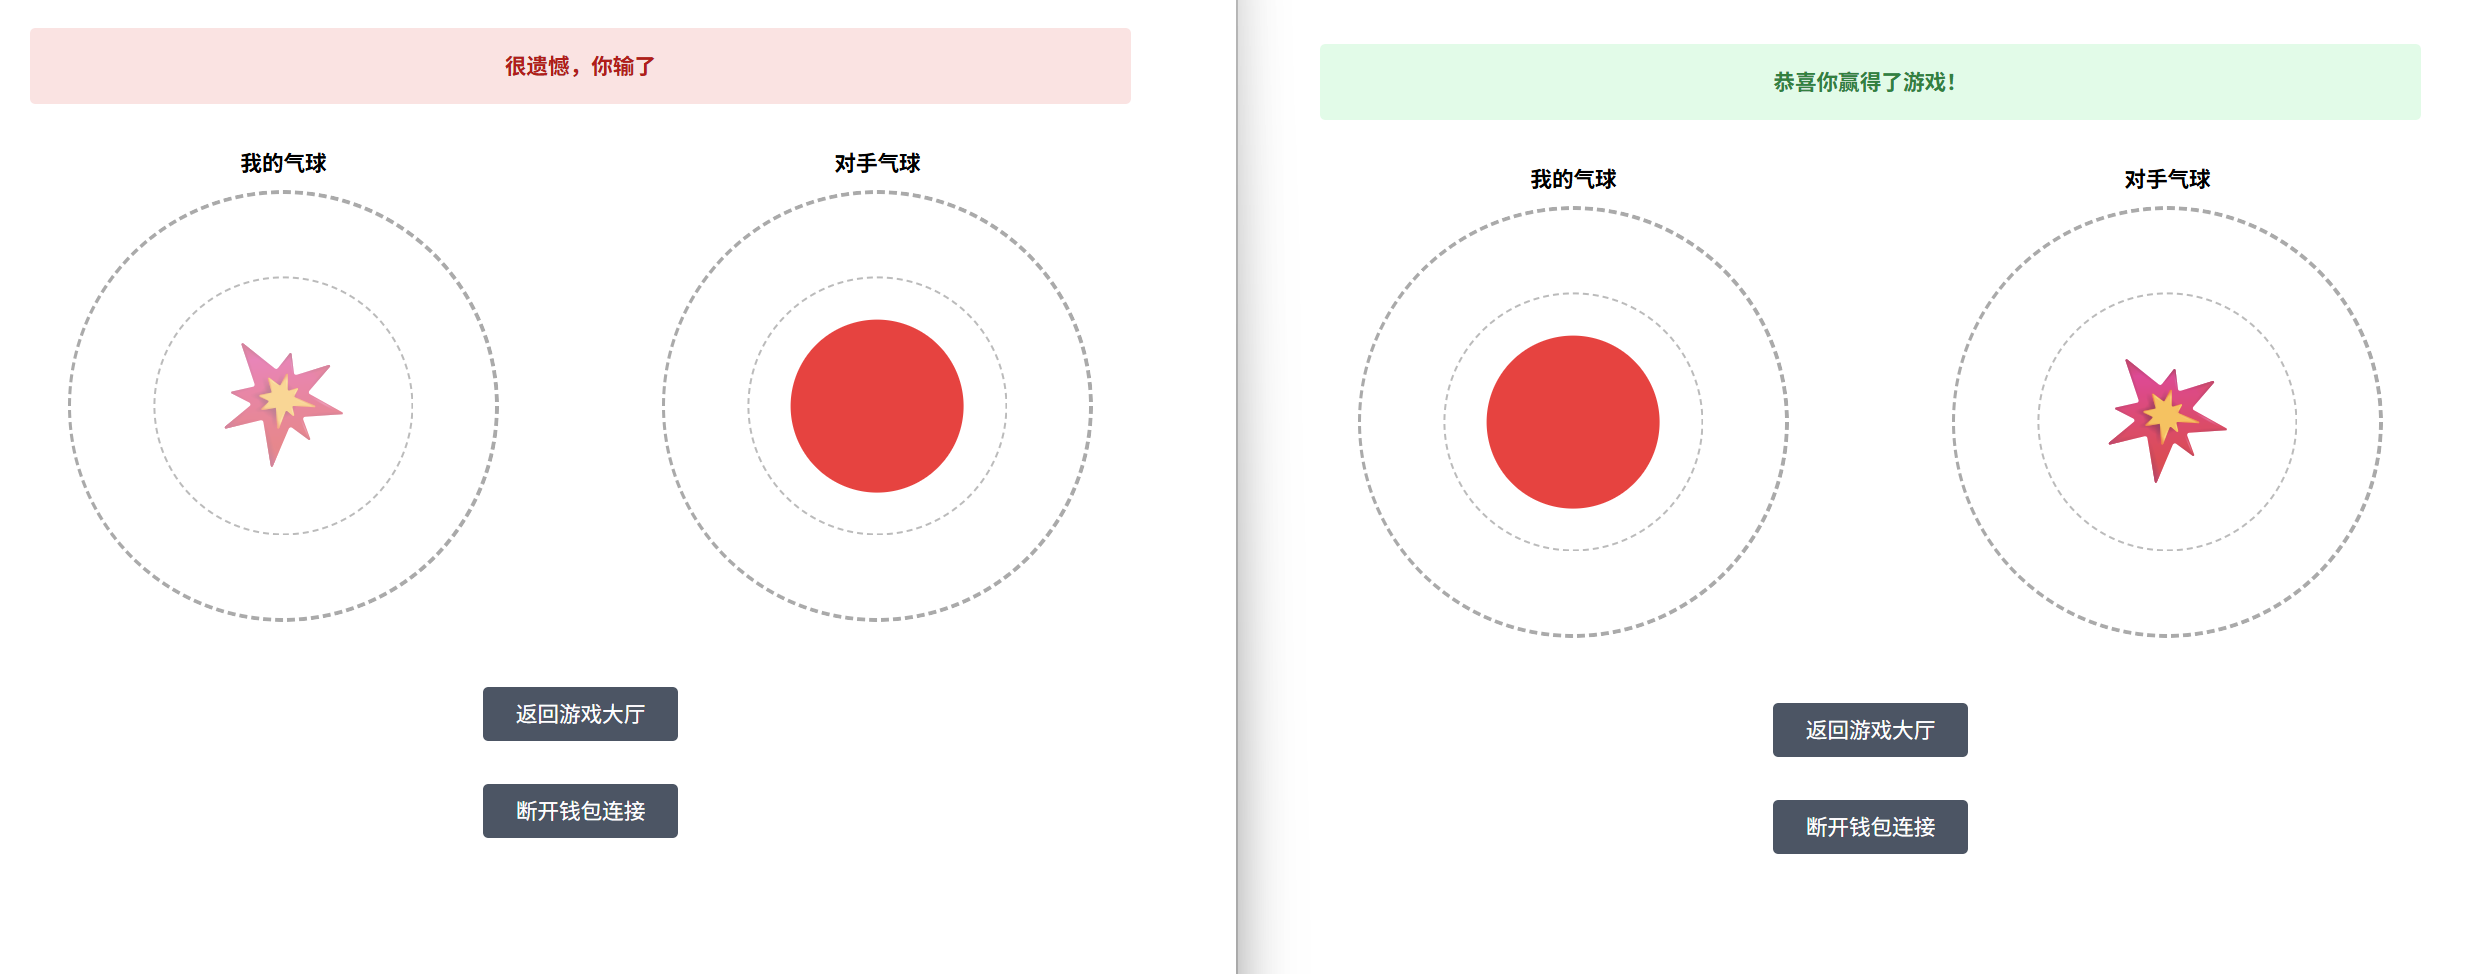 很遗憾，你输了
我的气球
对手气球
返回游戏大厅
断开钱包连接
恭喜你赢得了游戏！
我的气球
对手气球
返回游戏大厅
断开钱包连接